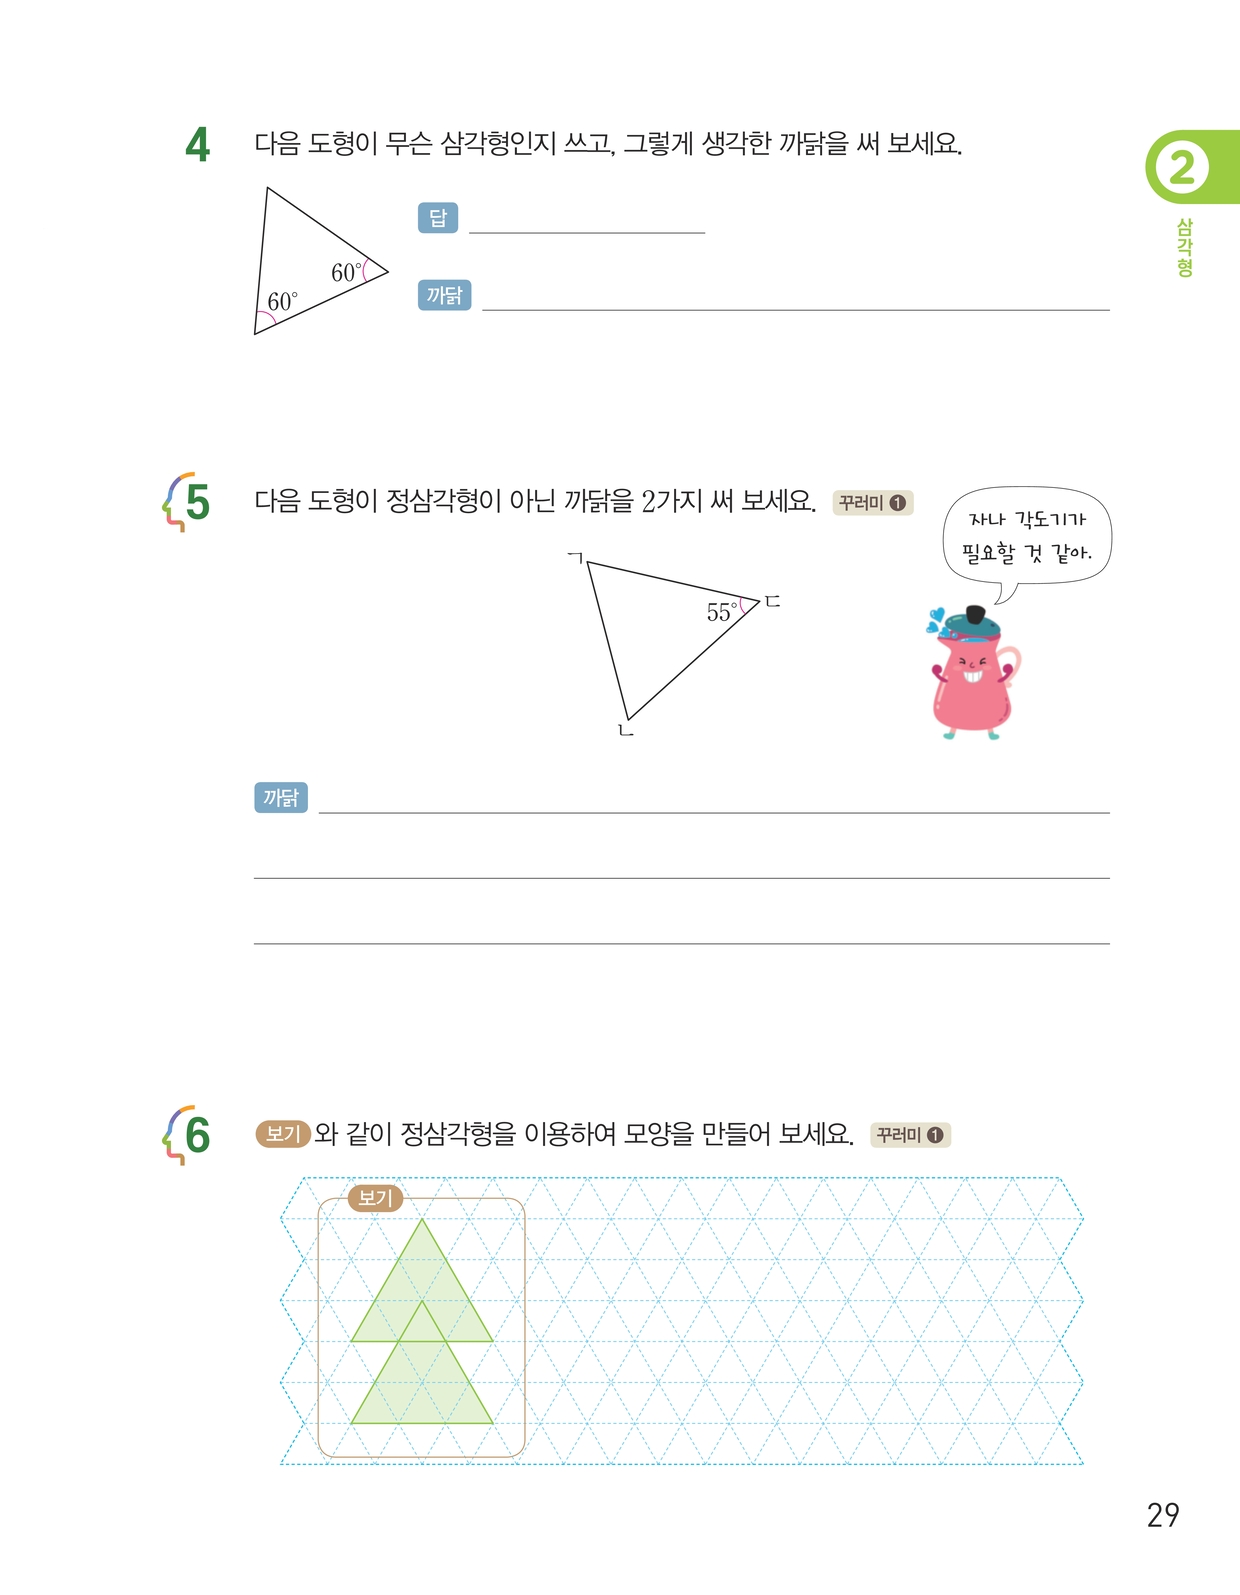 4 다음 도형이 무슨 삼각형인지 쓰고, 그렇게 생각한 까닭을 써 보세요.
60°
60°
답
까닭
2
삼각형
5 다음 도형이 정삼각형이 아닌 까닭을 2가지 써 보세요. 꾸러미 ❶
자나 각도기가
필요할 것 같아.
ㄱ
55°
ㄷ
ㄴ
까닭
6 보기 와 같이 정삼각형을 이용하여 모양을 만들어 보세요. 꾸러미 ❶
보기
29